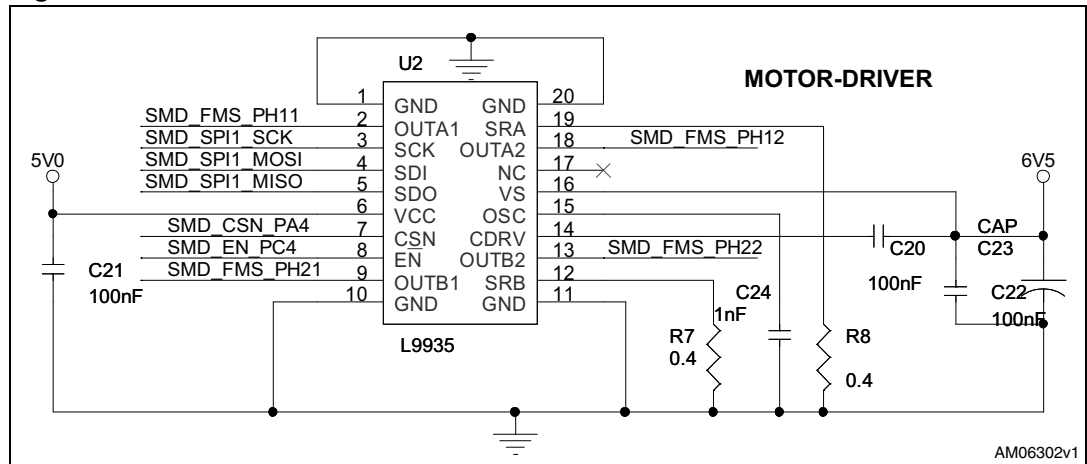 MOTOR-DRIVER
U2
1 GND GND 20
SMD_FMS_PH11 2 OUTA1 SRA 19
SMD_SPI1_SCK 3 SCK OUTA2 18 SMD_FMS_PH12
SMD_SPI1_MOSI 4 SDI NC 17
SMD_SPI1_MISO 5 SDO VS 16
5V0 6 VCC OSC 15 6V5
SMD_CSN_PA4 7 CSN CDRV 14
SMD_EN_PC4 8 EN OUTB2 13 SMD_FMS_PH22
SMD_FMS_PH21 9 OUTB1 SRB 12
10 GND GND 11
L9935
C21
100nF
C20
100nF
CAP
C23
C22
100nF
C24
1nF
R7
0.4
R8
0.4
AM06302v1